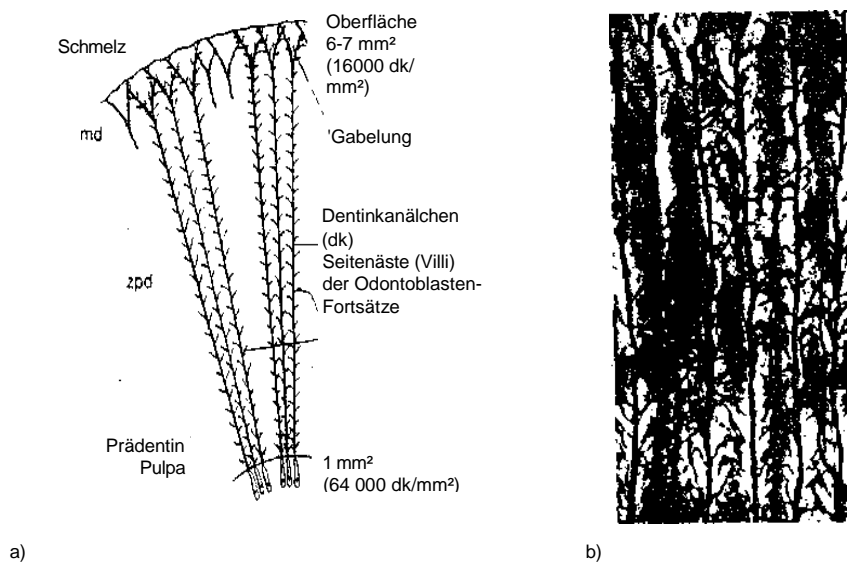 Schmelz
Oberfläche
6-7 mm²
(16000 dk/
mm²)
md
'Gabelung
Dentinkanälchen
(dk)
Seitenäste (Villi)
der Odontoblasten-
Fortsätze
zpd
Prädentin
Pulpa
1 mm²
(64 000 dk/mm²)
a)
b)